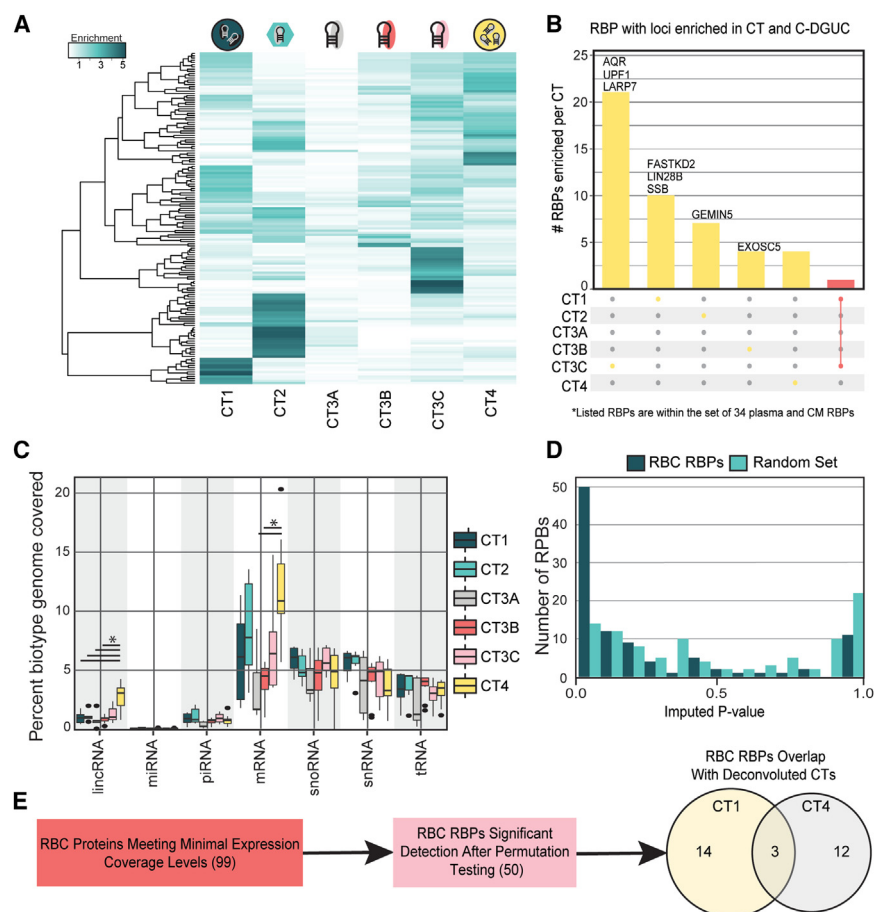 A
Enrichment
1 3 5
CT1
CT2
CT3A
CT3B
CT3C
CT4
B
RBP with loci enriched in CT and C-DGUC
# RBPs enriched per CT
25
20
15
10
5
0
AQR
UPF1
LARP7
FASTKD2
LIN28B
SSB
GEMIN5
EXOSC5
CT1
CT2
CT3A
CT3B
CT3C
CT4
*Listed RBPs are within the set of 34 plasma and CM RBPs
C
Percent biotype genome covered
20
15
10
5
0
*
*
lincRNA
miRNA
piRNA
mRNA
snoRNA
snRNA
tRNA
CT1
CT2
CT3A
CT3B
CT3C
CT4
D
RBC RBPs Random Set
Number of RPBs
50
40
30
20
10
0
0.0 0.5 1.0
Imputed P-value
E
RBC Proteins Meeting Minimal Expression
Coverage Levels (99)
RBC RBPs Significant
Detection After Permutation
Testing (50)
RBC RBPs Overlap
With Deconvoluted CTs
CT1 CT4
14 3 12